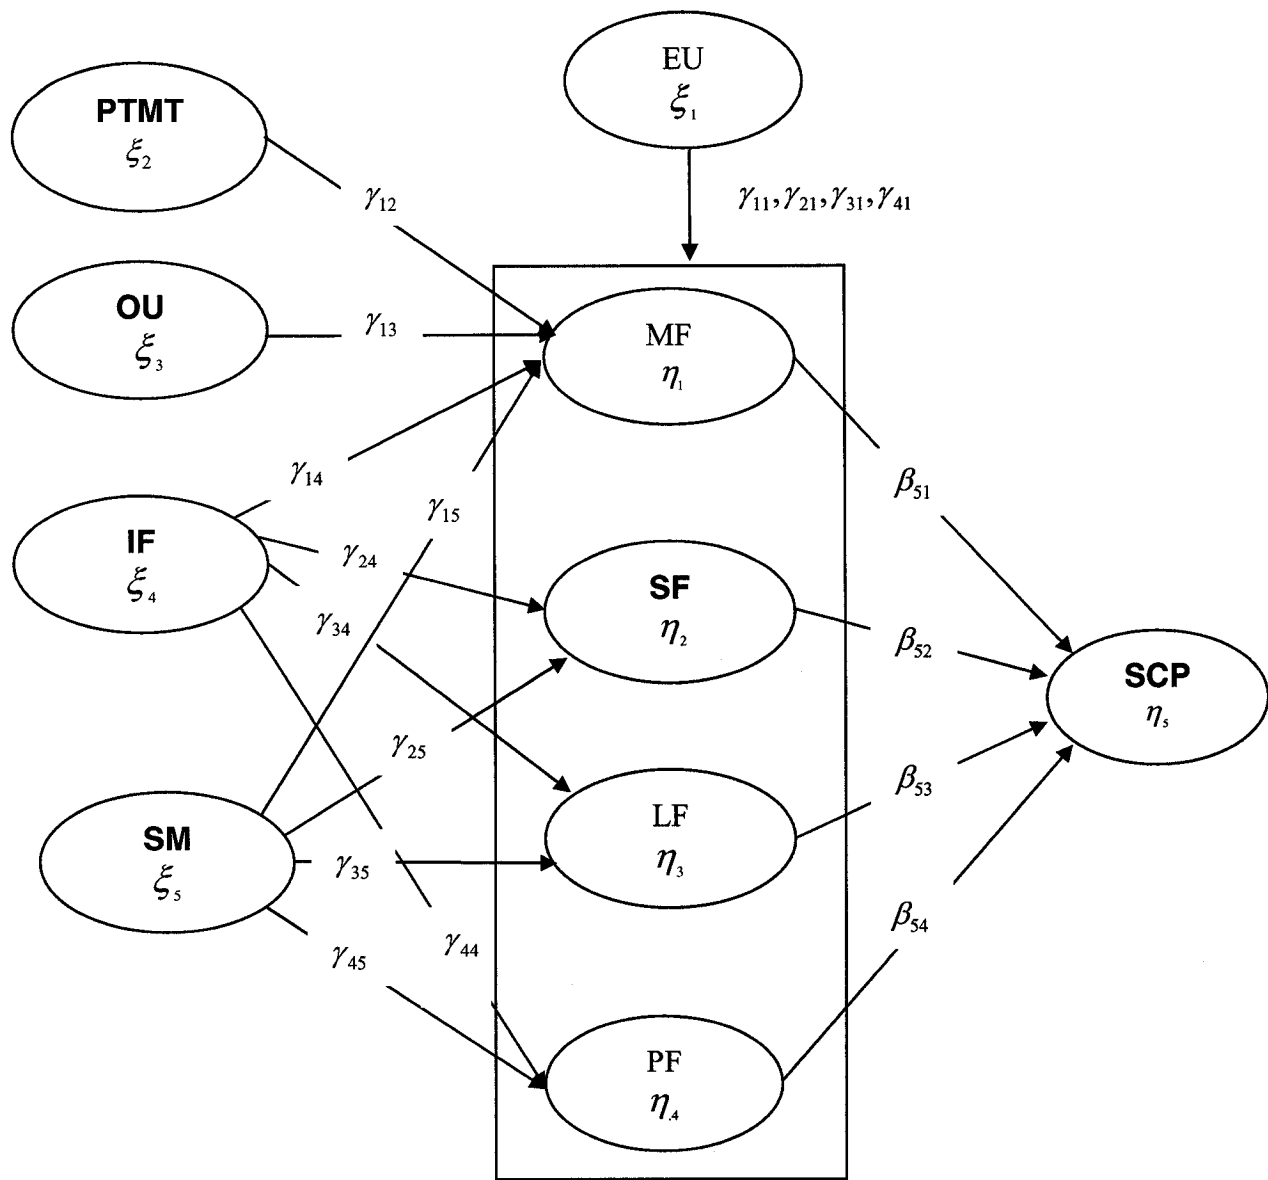 EU
ξ₁
PTMT
ξ₂
γ₁₂
γ₁₁,γ₂₁,γ₃₁,γ₄₁
OU
ξ₃
γ₁₃
MF
η₁
γ₁₄
γ₁₅
β₅₁
IF
ξ₄
γ₂₄
γ₃₄
SF
η₂
β₅₂
SCP
η₅
γ₂₅
β₅₃
SM
ξ₅
γ₃₅
LF
η₃
γ₄₅
γ₄₄
β₅₄
PF
η₄